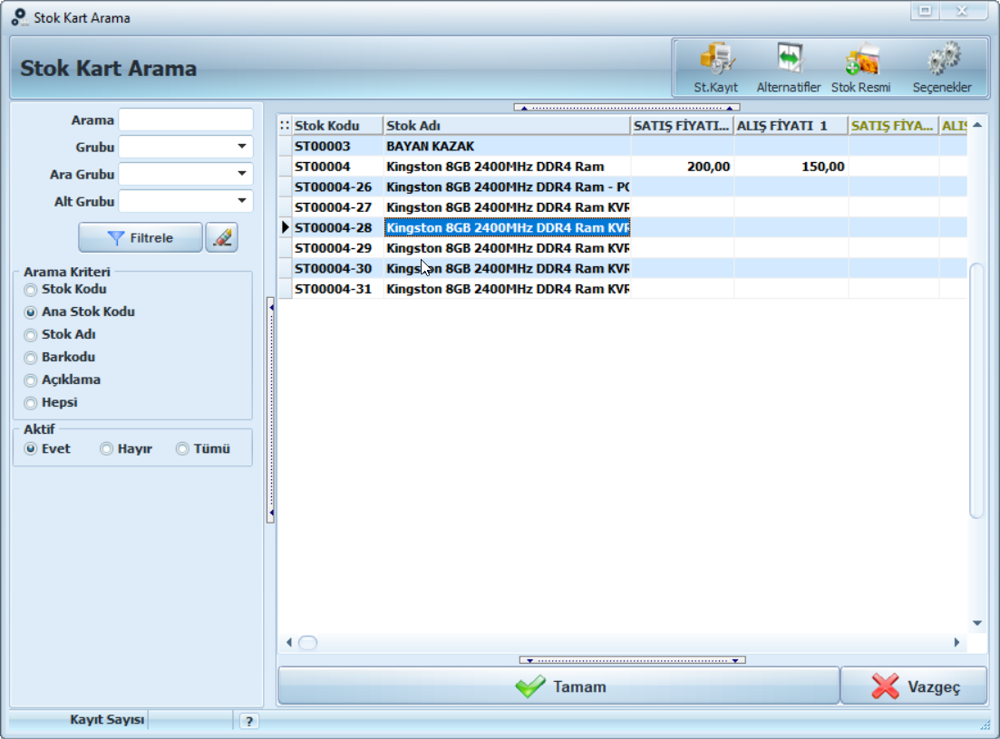 Stok Kart Arama
Stok Kart Arama
St.Kayıt Alternatifler Stok Resmi Seçenekler
Arama
Grubu
Ara Grubu
Alt Grubu
Filtrele
Arama Kriteri
Stok Kodu
Ana Stok Kodu
Stok Adı
Barkodu
Açıklama
Hepsi
Aktif
Evet Hayır Tümü
Stok Kodu Stok Adı SATIŞ FİYATI... ALIŞ FİYATI 1 SATIŞ FİYA... ALIŞ
ST00003 BAYAN KAZAK
ST00004 Kingston 8GB 2400MHz DDR4 Ram 200,00 150,00
ST00004-26 Kingston 8GB 2400MHz DDR4 Ram - PC
ST00004-27 Kingston 8GB 2400MHz DDR4 Ram KVR
ST00004-28 Kingston 8GB 2400MHz DDR4 Ram KVR
ST00004-29 Kingston 8GB 2400MHz DDR4 Ram KVR
ST00004-30 Kingston 8GB 2400MHz DDR4 Ram KVR
ST00004-31 Kingston 8GB 2400MHz DDR4 Ram KVR
Tamam Vazgeç
Kayıt Sayısı ?